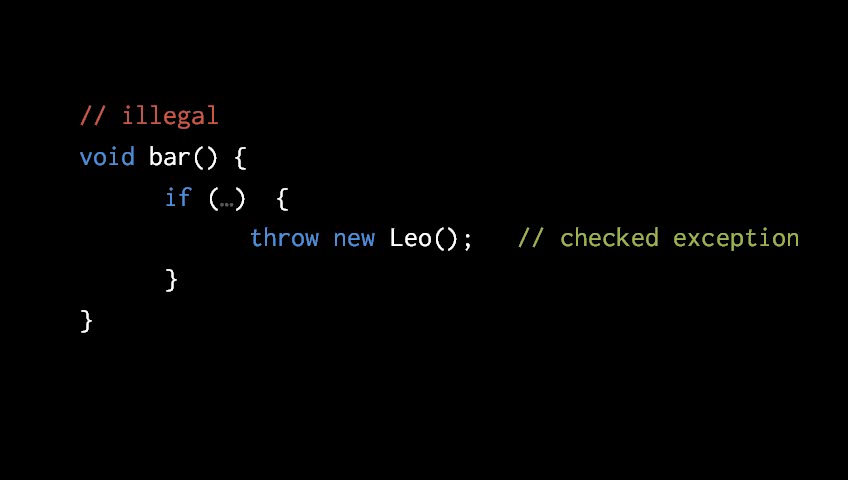 // illegal
void bar() {
if (…) {
throw new Leo(); // checked exception
}
}